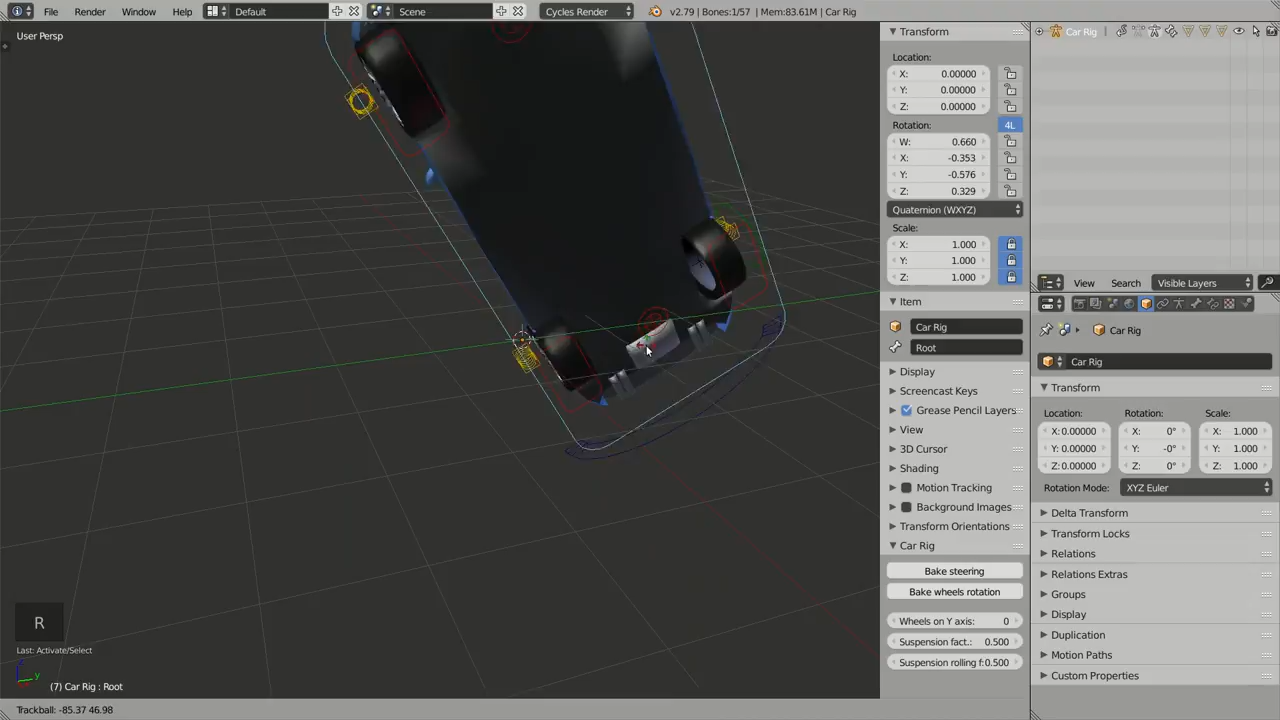 File Render Window Help Default Scene Cycles Render v2.79 | Bones:1/57 | Mem:83.61M | Car Rig
User Persp
Transform
Location:
X: 0.00000
Y: 0.00000
Z: 0.00000
Rotation: 4L
W: 0.660
X: -0.353
Y: -0.576
Z: 0.329
Quaternion (WXYZ)
Scale:
X: 1.000
Y: 1.000
Z: 1.000
Item
Car Rig
Root
Display
Screencast Keys
Grease Pencil Layers
View
3D Cursor
Shading
Motion Tracking
Background Images
Transform Orientations
Car Rig
Bake steering
Bake wheels rotation
Wheels on Y axis: 0
Suspension fact.: 0.500
Suspension rolling f: 0.500
Car Rig
View Search Visible Layers
Car Rig
Car Rig
Transform
Location: Rotation: Scale:
X: 0.00000 X: 0° X: 1.000
Y: 0.00000 Y: -0° Y: 1.000
Z: 0.00000 Z: 0° Z: 1.000
Rotation Mode: XYZ Euler
Delta Transform
Transform Locks
Relations
Relations Extras
Groups
Display
Duplication
Motion Paths
Custom Properties
R
Last: Activate/Select
y
(7) Car Rig : Root
Trackball: -85.37 46.98